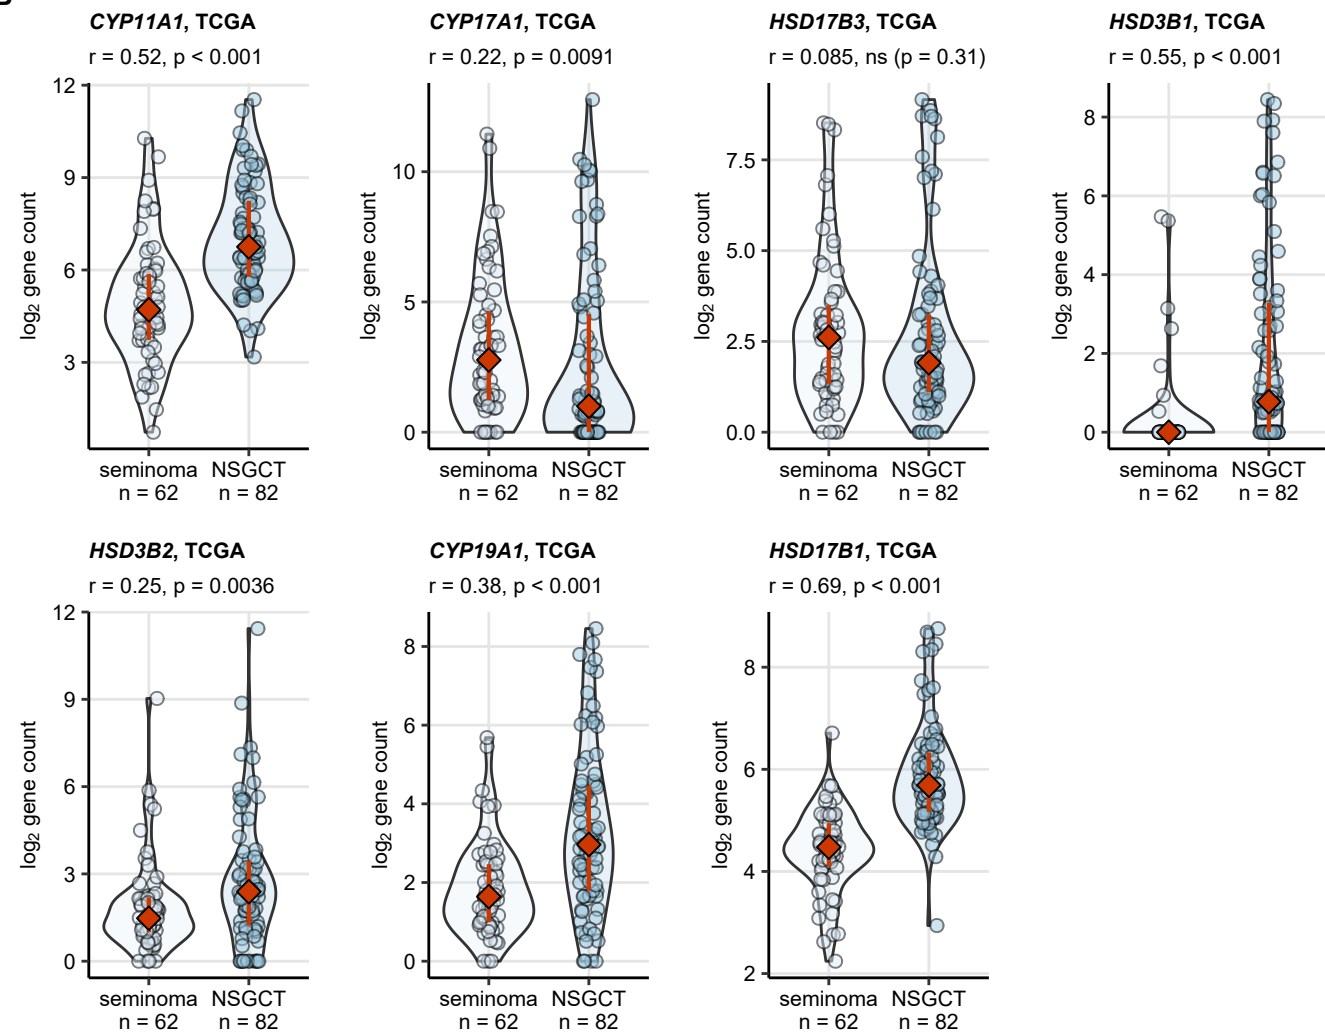 CYP11A1, TCGA
r = 0.52, p < 0.001
log2 gene count
12
9
6
3
seminoma
n = 62
NSGCT
n = 82
CYP17A1, TCGA
r = 0.22, p = 0.0091
log2 gene count
10
5
0
seminoma
n = 62
NSGCT
n = 82
HSD17B3, TCGA
r = 0.085, ns (p = 0.31)
log2 gene count
7.5
5.0
2.5
0.0
seminoma
n = 62
NSGCT
n = 82
HSD3B1, TCGA
r = 0.55, p < 0.001
log2 gene count
8
6
4
2
0
seminoma
n = 62
NSGCT
n = 82
HSD3B2, TCGA
r = 0.25, p = 0.0036
log2 gene count
12
9
6
3
0
seminoma
n = 62
NSGCT
n = 82
CYP19A1, TCGA
r = 0.38, p < 0.001
log2 gene count
8
6
4
2
0
seminoma
n = 62
NSGCT
n = 82
HSD17B1, TCGA
r = 0.69, p < 0.001
log2 gene count
8
6
4
2
seminoma
n = 62
NSGCT
n = 82